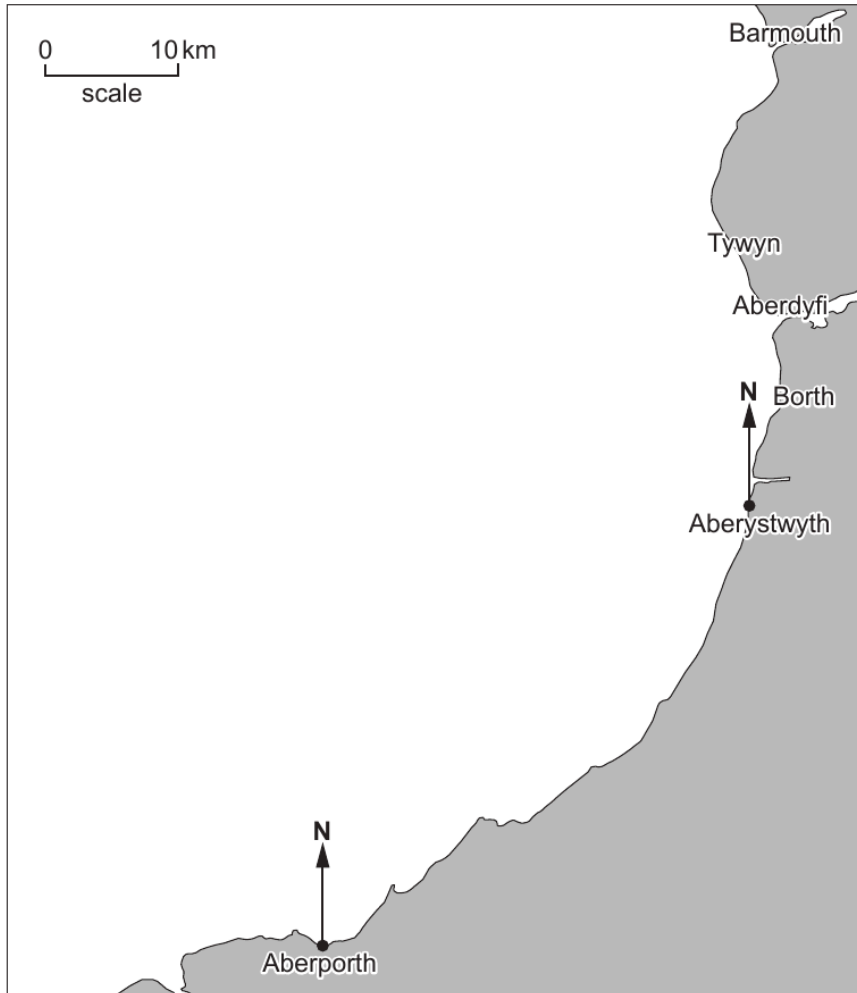 Barmouth
0 10 km
scale
Tywyn
Aberdyfi
N
Borth
Aberystwyth
N
Aberporth